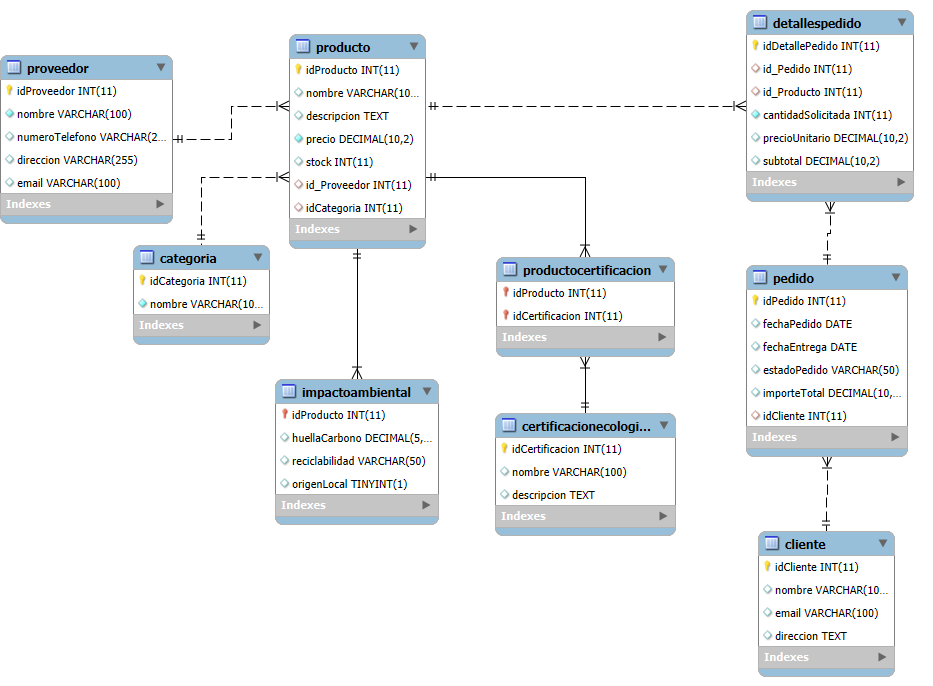 proveedor
idProveedor INT(11)
nombre VARCHAR(100)
numeroTelefono VARCHAR(2...
direccion VARCHAR(255)
email VARCHAR(100)
Indexes
producto
idProducto INT(11)
nombre VARCHAR(10...
descripcion TEXT
precio DECIMAL(10,2)
stock INT(11)
id_Proveedor INT(11)
idCategoria INT(11)
Indexes
detallespedido
idDetallePedido INT(11)
id_Pedido INT(11)
id_Producto INT(11)
cantidadSolicitada INT(11)
precioUnitario DECIMAL(10,2)
subtotal DECIMAL(10,2)
Indexes
categoria
idCategoria INT(11)
nombre VARCHAR(10...
Indexes
productocertificacion
idProducto INT(11)
idCertificacion INT(11)
Indexes
pedido
idPedido INT(11)
fechaPedido DATE
fechaEntrega DATE
estadoPedido VARCHAR(50)
importeTotal DECIMAL(10,...
idCliente INT(11)
Indexes
impactoambiental
idProducto INT(11)
huellaCarbono DECIMAL(5,...
reciclabilidad VARCHAR(50)
origenLocal TINYINT(1)
Indexes
certificacionecologi...
idCertificacion INT(11)
nombre VARCHAR(100)
descripcion TEXT
Indexes
cliente
idCliente INT(11)
nombre VARCHAR(10...
email VARCHAR(100)
direccion TEXT
Indexes